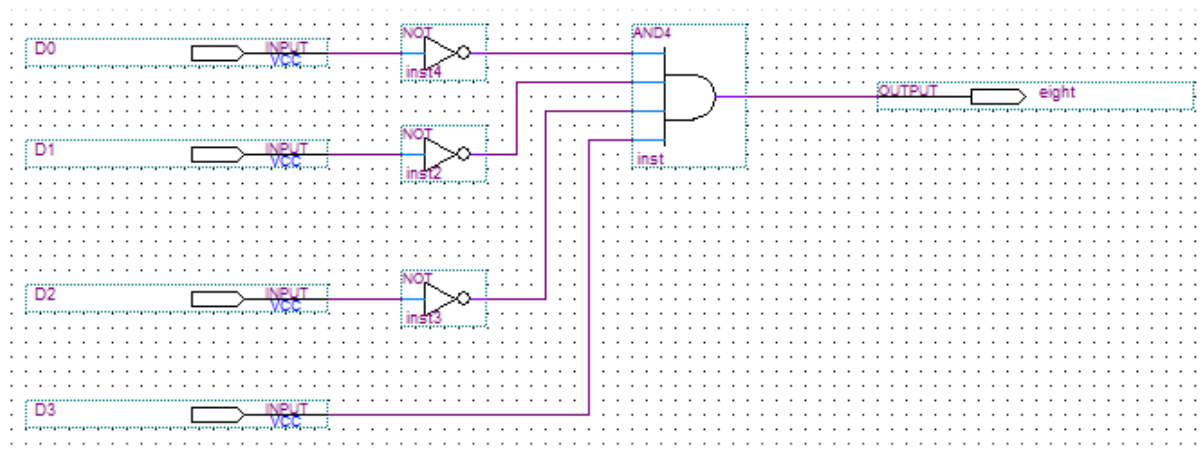 NOT
AND4
D0
INPUT
VCC
inst4
OUTPUT
eight
NOT
D1
INPUT
VCC
inst
inst2
NOT
D2
INPUT
VCC
inst3
D3
INPUT
VCC